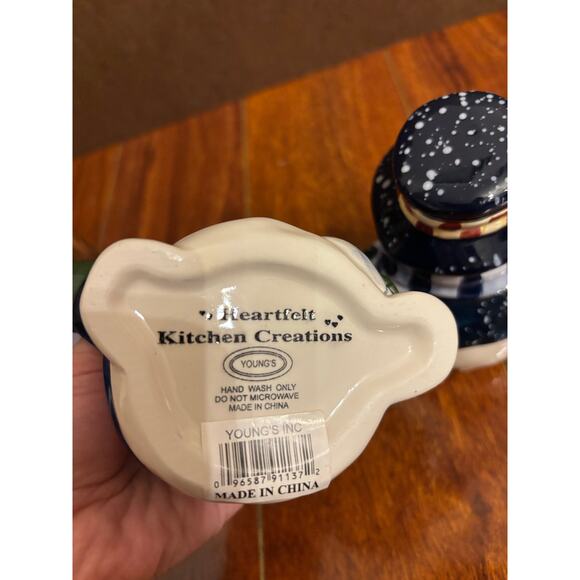 Heartfelt
Kitchen Creations
YOUNG'S
HAND WASH ONLY
DO NOT MICROWAVE
MADE IN CHINA
YOUNG'S INC
0 96587 91137 2
MADE IN CHINA